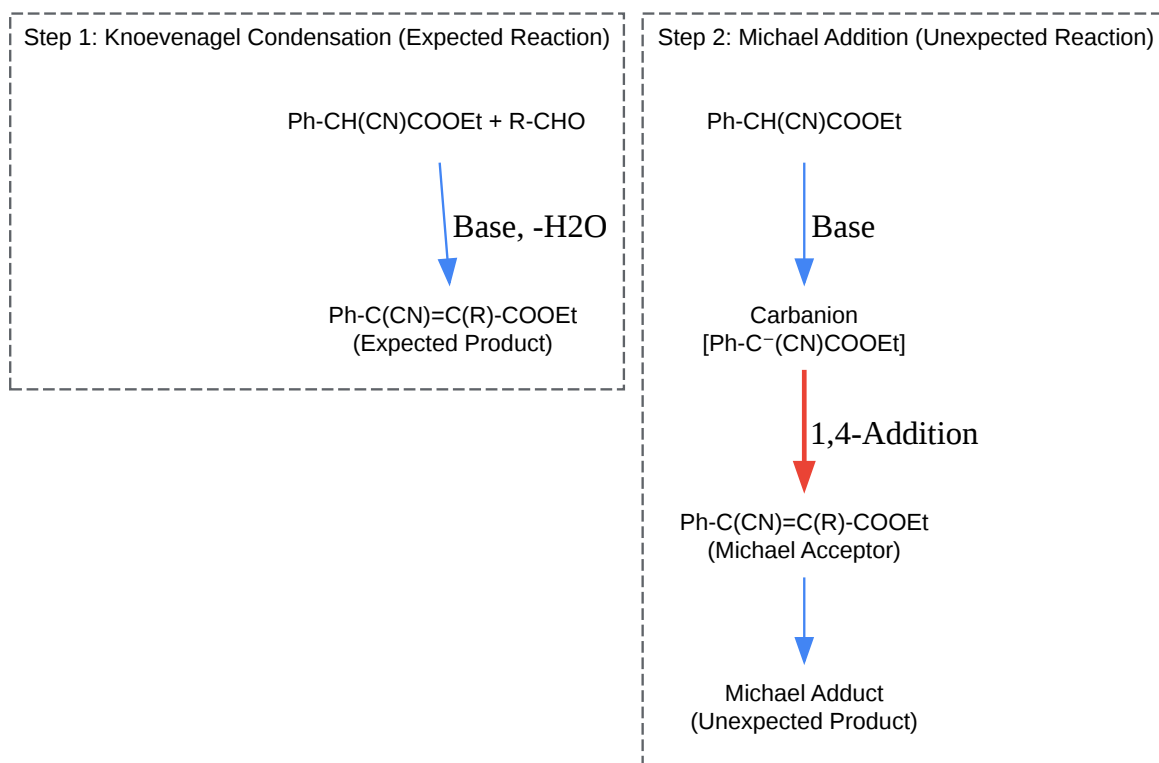 Step 1: Knoevenagel Condensation (Expected Reaction)
Ph-CH(CN)COOEt + R-CHO
Base, -H2O
Ph-C(CN)=C(R)-COOEt
(Expected Product)
Step 2: Michael Addition (Unexpected Reaction)
Ph-CH(CN)COOEt
Base
Carbanion
[Ph-C⁻(CN)COOEt]
1,4-Addition
Ph-C(CN)=C(R)-COOEt
(Michael Acceptor)
Michael Adduct
(Unexpected Product)